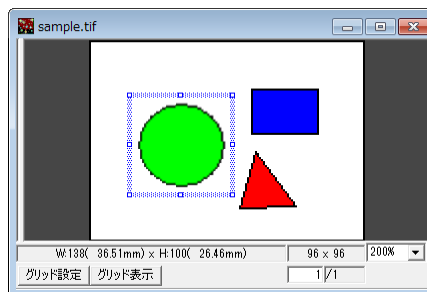 sample.tif
W:138( 36.51mm) × H:100( 26.46mm) 96 × 96 200%
グリッド設定 グリッド表示 1 /1